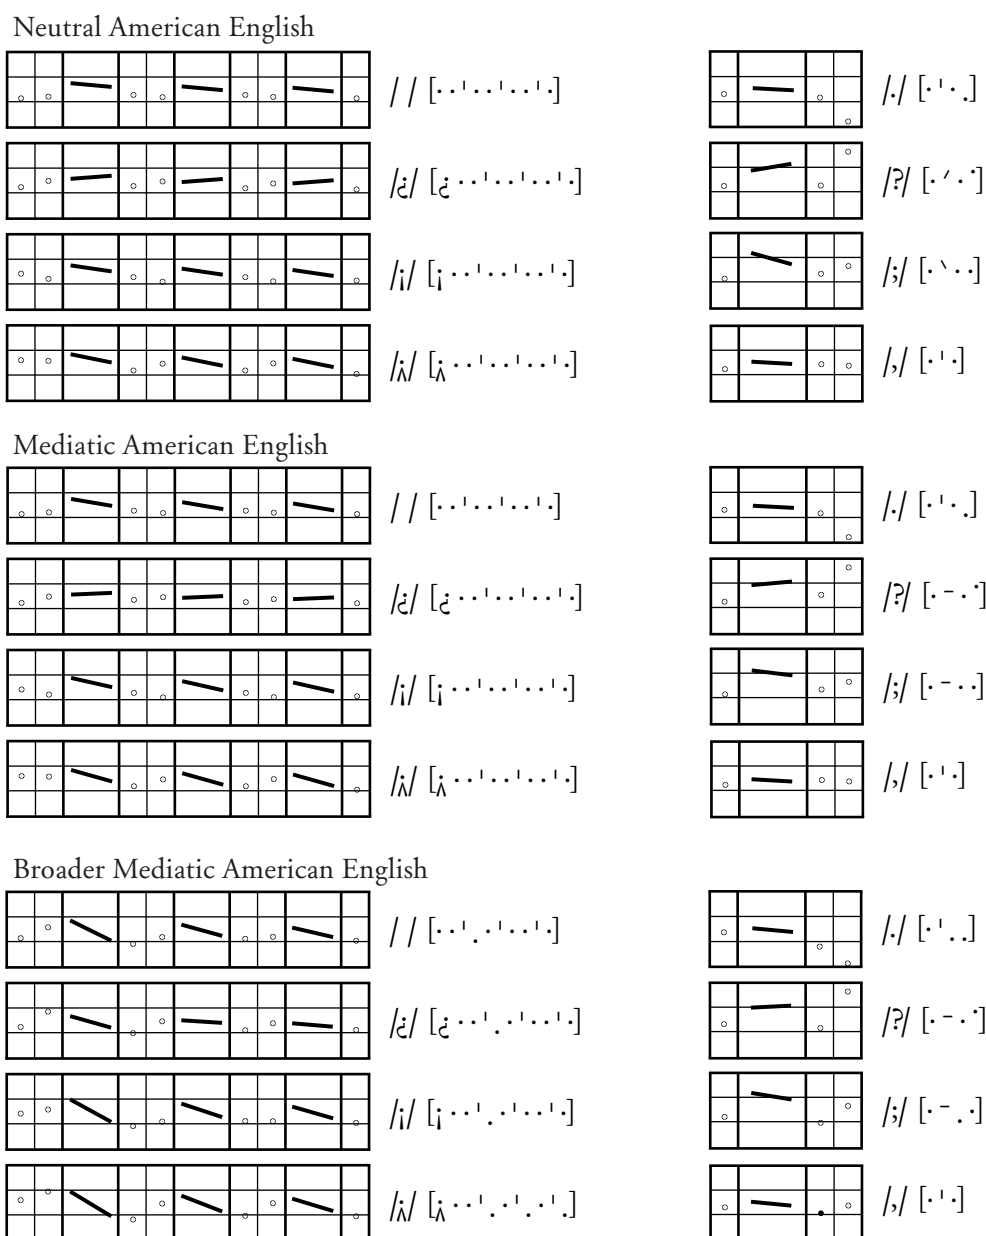 Neutral American English
/ / [··ˈ··ˈ··ˈ·] /./ [·ˈ·.]
/¿/ [¿··ˈ··ˈ··ˈ·] /?/ [·ˊ·˙]
/¡/ [¡··ˈ··ˈ··ˈ·] /;/ [·ˋ··]
/ʌ̇/ [ʌ̇··ˈ··ˈ··ˈ·] /,/ [·ˈ·]
Mediatic American English
/ / [··ˈ··ˈ··ˈ·] /./ [·ˈ·.]
/¿/ [¿··ˈ··ˈ··ˈ·] /?/ [·ˉ·˙]
/¡/ [¡··ˈ··ˈ··ˈ·] /;/ [·ˉ··]
/ʌ̇/ [ʌ̇··ˈ··ˈ··ˈ·] /,/ [·ˈ·]
Broader Mediatic American English
/ / [··ˈ.·ˈ··ˈ·] /./ [·ˈ..]
/¿/ [¿··ˈ.·ˈ··ˈ·] /?/ [·ˉ·˙]
/¡/ [¡··ˈ.·ˈ··ˈ·] /;/ [·ˉ.·]
/ʌ̇/ [ʌ̇··ˈ.·ˈ.·ˈ.] /,/ [·ˈ·]